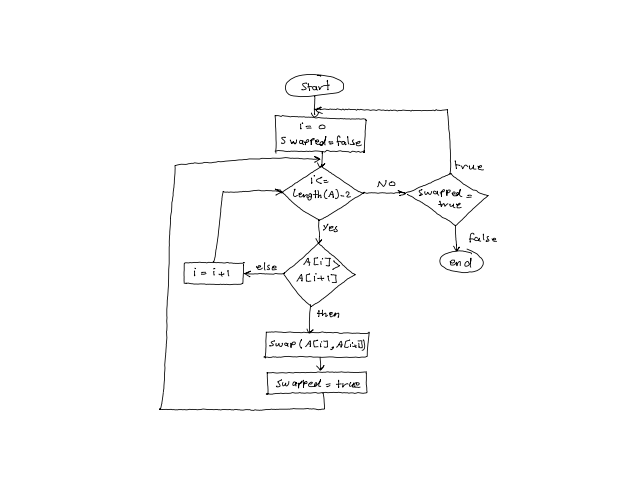 start
i = 0
swapped = false
i <=
length(A)-2
NO
true
swapped =
true
yes
false
end
A[i] >
A[i+1]
else
i = i+1
then
swap(A[i], A[i+1])
swapped = true